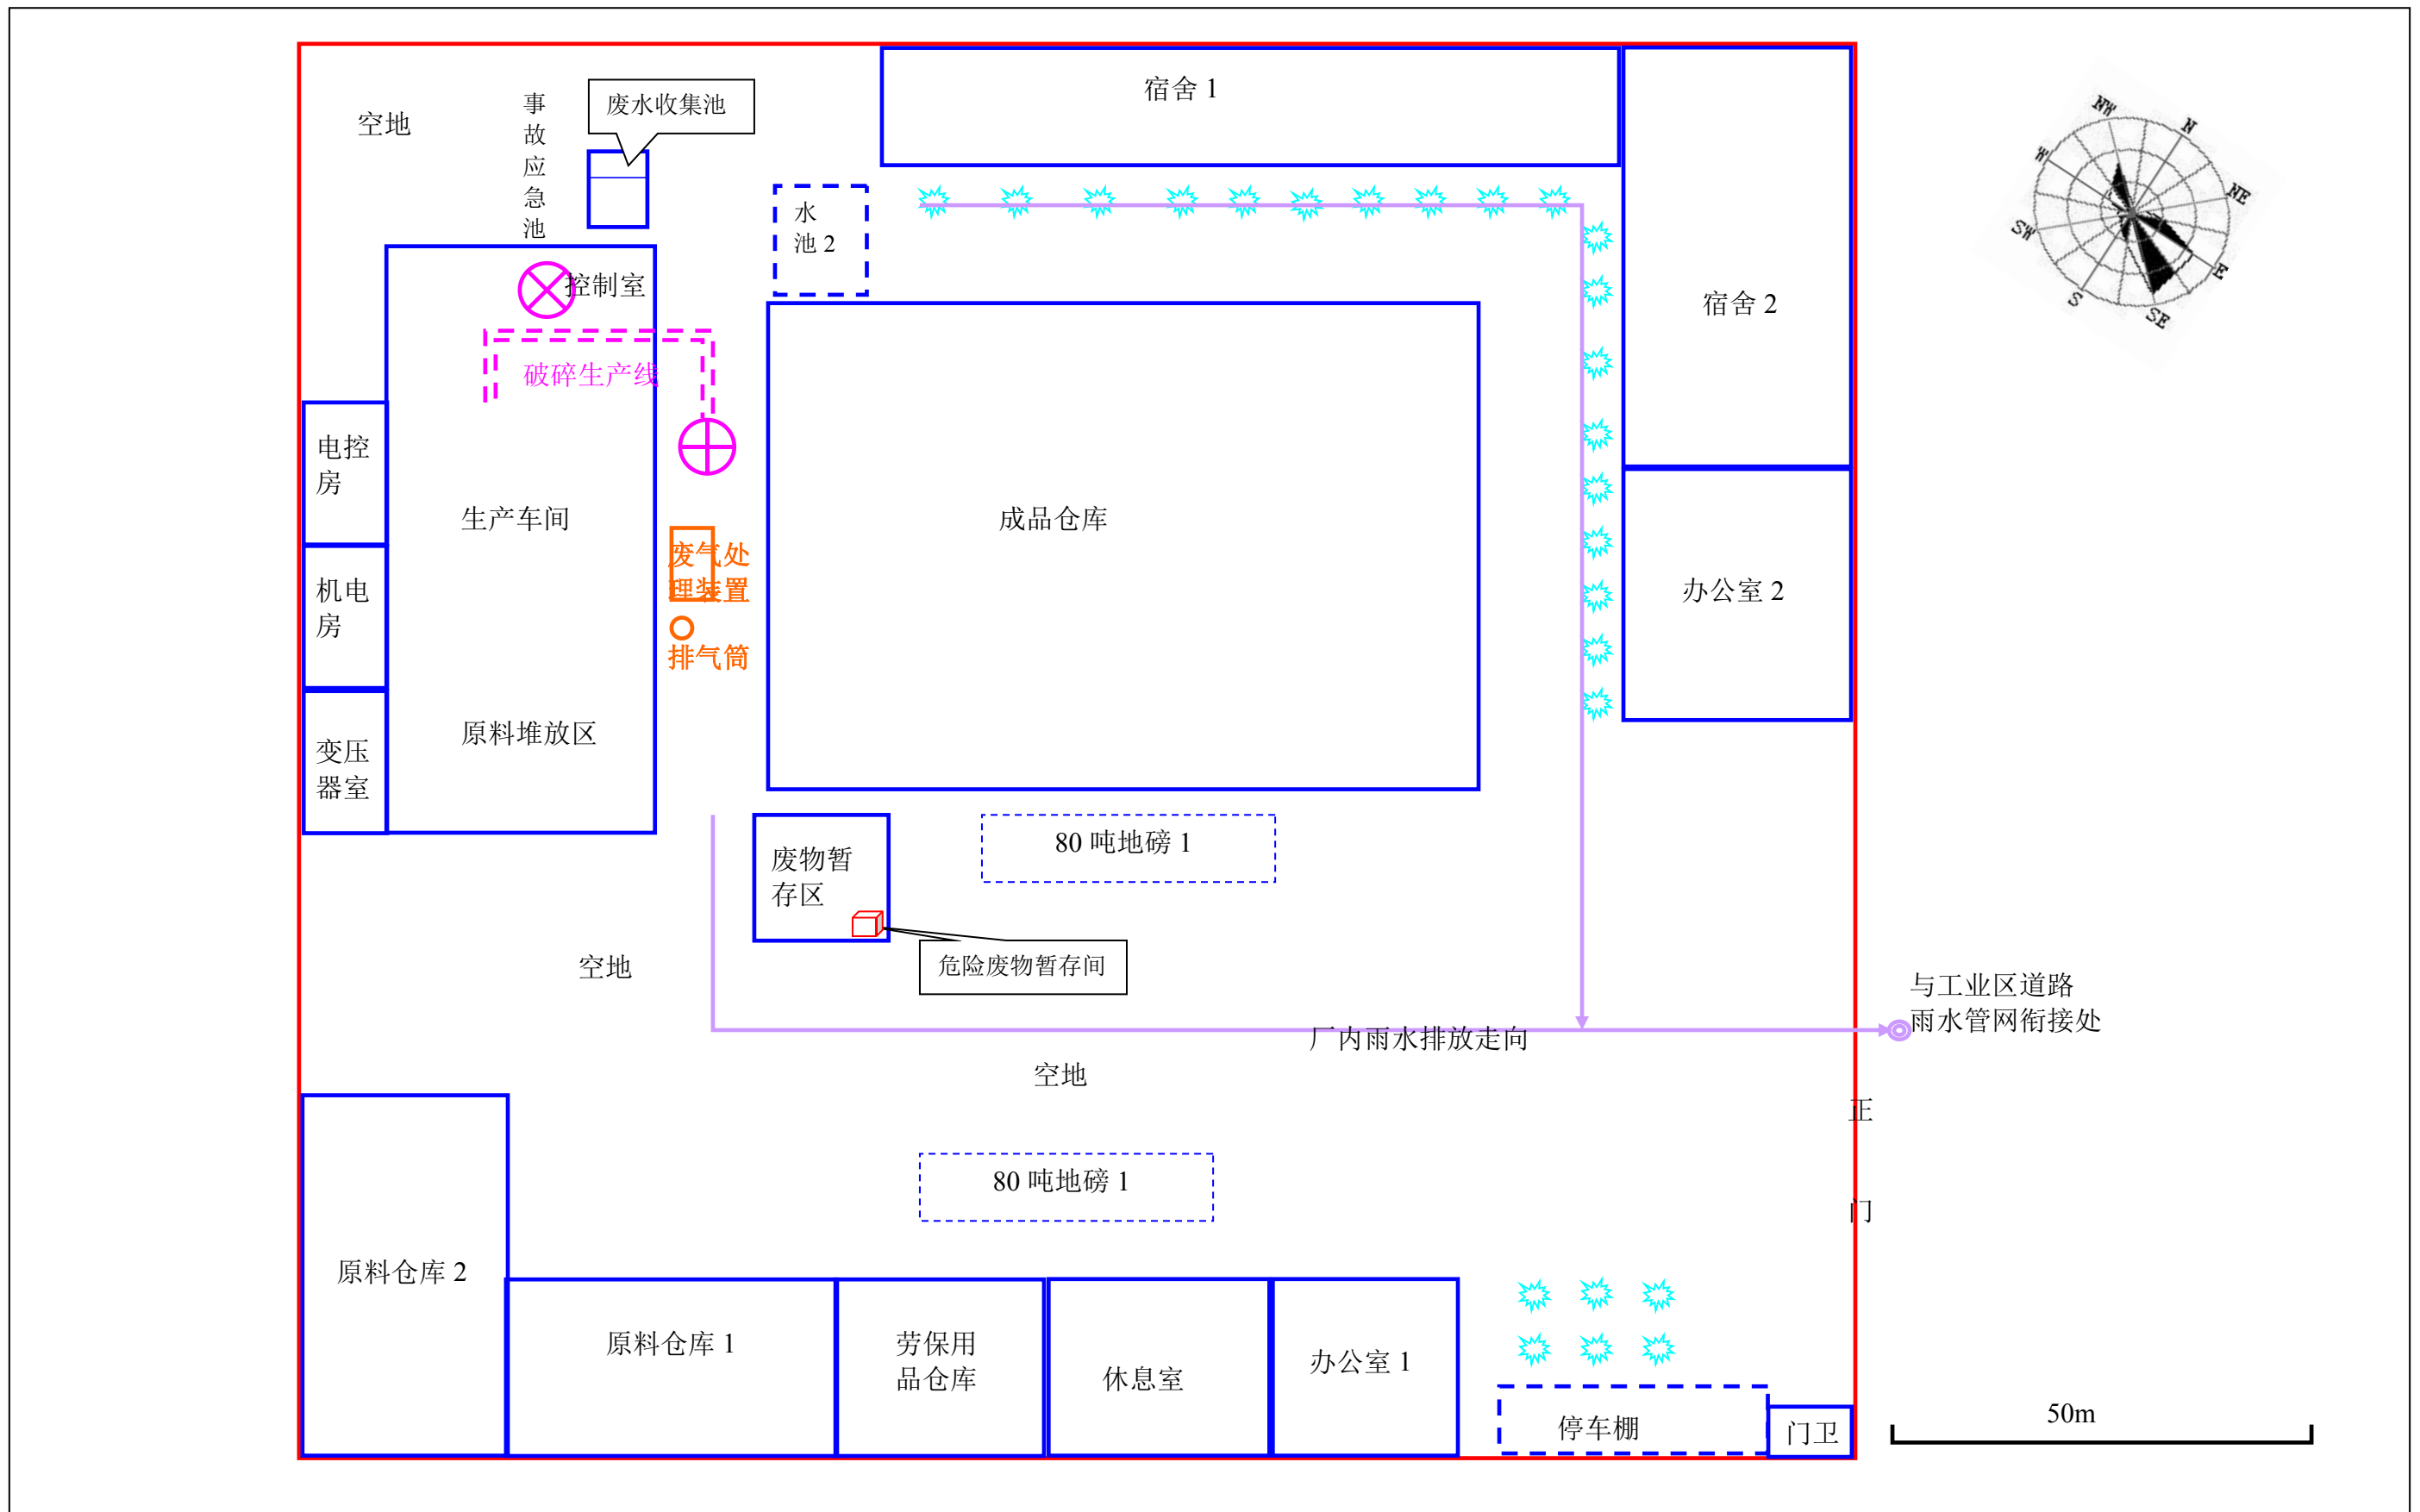 宿舍 1
事
故
应
急
池
废水收集池
空地
NW
N
W
NE
SW
E
S
SE
水
池 2
控制室
宿舍 2
破碎生产线
电控
房
生产车间
成品仓库
废气处
理装置
机电
房
办公室 2
排气筒
原料堆放区
变压
器室
80 吨地磅 1
废物暂
存区
危险废物暂存间
空地
与工业区道路
雨水管网衔接处
厂内雨水排放走向
空地
正
门
80 吨地磅 1
原料仓库 2
原料仓库 1
劳保用
品仓库
休息室
办公室 1
停车棚
门卫
50m